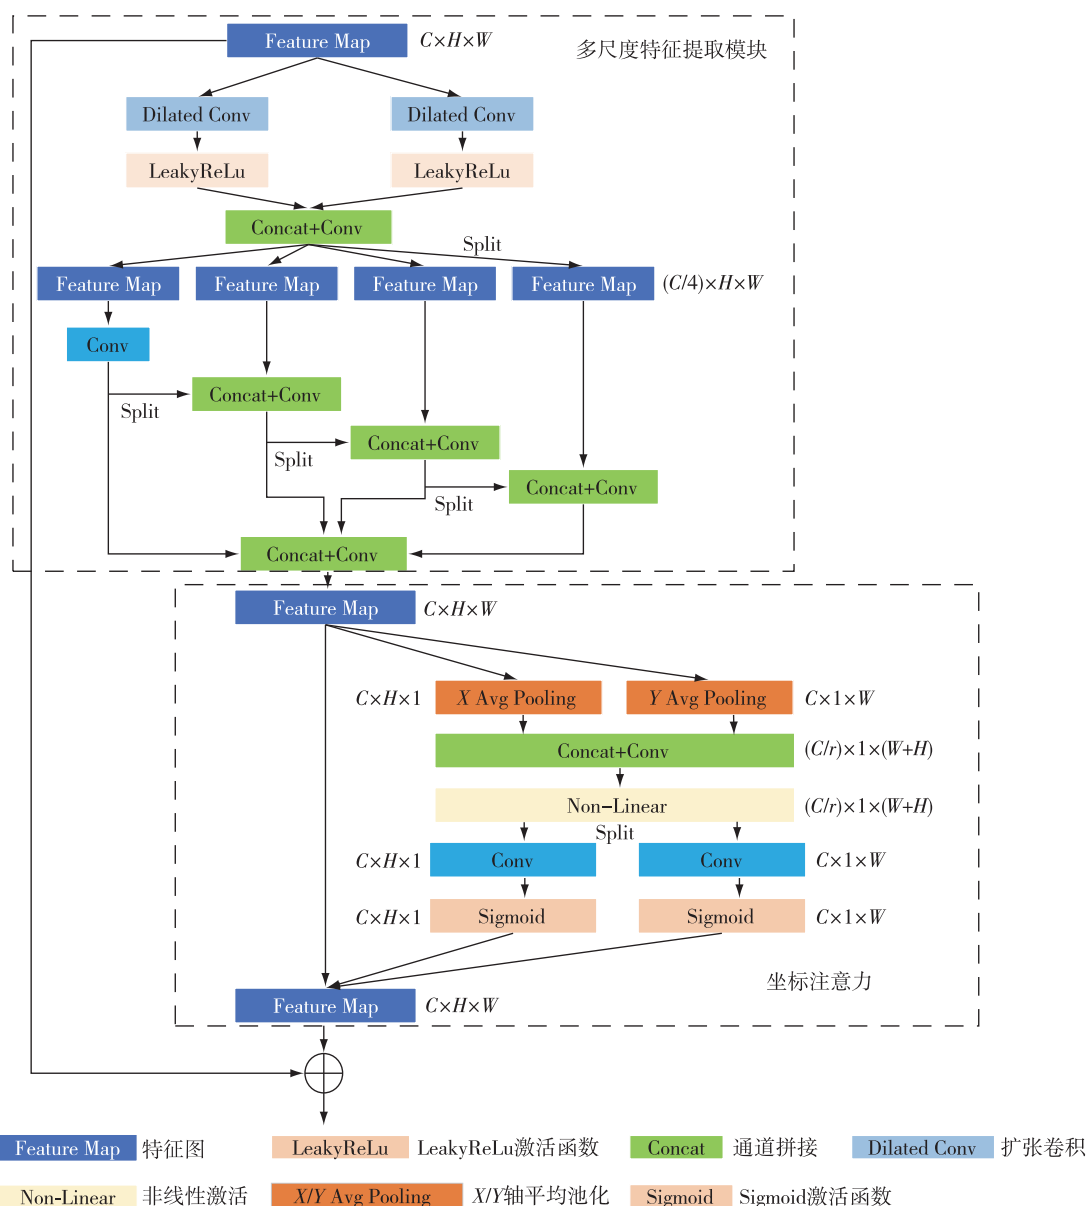 Feature Map C×H×W
多尺度特征提取模块
Dilated Conv Dilated Conv
LeakyReLu LeakyReLu
Concat+Conv
Split
Feature Map Feature Map Feature Map Feature Map (C/4)×H×W
Conv
Concat+Conv
Split
Concat+Conv
Split
Concat+Conv
Split
Concat+Conv
Feature Map C×H×W
C×H×1 X Avg Pooling Y Avg Pooling C×1×W
Concat+Conv (C/r)×1×(W+H)
Non-Linear (C/r)×1×(W+H)
Split
C×H×1 Conv Conv C×1×W
C×H×1 Sigmoid Sigmoid C×1×W
坐标注意力
Feature Map C×H×W
Feature Map 特征图 LeakyReLu LeakyReLu激活函数 Concat 通道拼接 Dilated Conv 扩张卷积
Non-Linear 非线性激活 X/Y Avg Pooling X/Y轴平均池化 Sigmoid Sigmoid激活函数